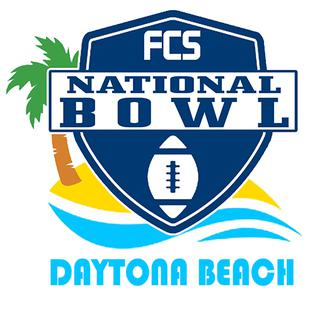 FCS
NATIONAL
BOWL
DAYTONA BEACH